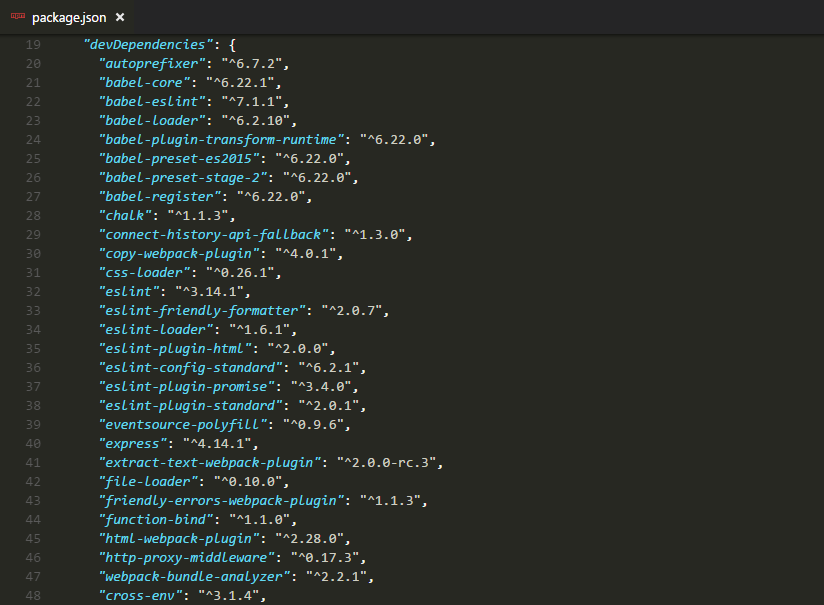 package.json ×
19 "devDependencies": {
20 "autoprefixer": "^6.7.2",
21 "babel-core": "^6.22.1",
22 "babel-eslint": "^7.1.1",
23 "babel-loader": "^6.2.10",
24 "babel-plugin-transform-runtime": "^6.22.0",
25 "babel-preset-es2015": "^6.22.0",
26 "babel-preset-stage-2": "^6.22.0",
27 "babel-register": "^6.22.0",
28 "chalk": "^1.1.3",
29 "connect-history-api-fallback": "^1.3.0",
30 "copy-webpack-plugin": "^4.0.1",
31 "css-loader": "^0.26.1",
32 "eslint": "^3.14.1",
33 "eslint-friendly-formatter": "^2.0.7",
34 "eslint-loader": "^1.6.1",
35 "eslint-plugin-html": "^2.0.0",
36 "eslint-config-standard": "^6.2.1",
37 "eslint-plugin-promise": "^3.4.0",
38 "eslint-plugin-standard": "^2.0.1",
39 "eventsource-polyfill": "^0.9.6",
40 "express": "^4.14.1",
41 "extract-text-webpack-plugin": "^2.0.0-rc.3",
42 "file-loader": "^0.10.0",
43 "friendly-errors-webpack-plugin": "^1.1.3",
44 "function-bind": "^1.1.0",
45 "html-webpack-plugin": "^2.28.0",
46 "http-proxy-middleware": "^0.17.3",
47 "webpack-bundle-analyzer": "^2.2.1",
48 "cross-env": "^3.1.4",